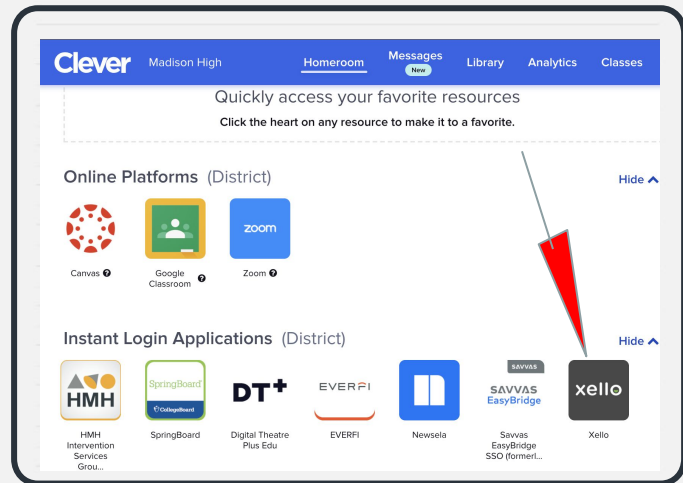 Clever Madison High Homeroom Messages Library Analytics Classes
New
Quickly access your favorite resources
Click the heart on any resource to make it to a favorite.
Online Platforms (District) Hide
zoom
Canvas ? Google Classroom ? Zoom ?
Instant Login Applications (District) Hide
HMH SpringBoard® CollegeBoard DT+ EVERFI SAVVAS SAVVAS EasyBridge xello
HMH Intervention Services Grou... SpringBoard Digital Theatre Plus Edu EVERFI Newsela Savvas EasyBridge SSO (formerl... Xello